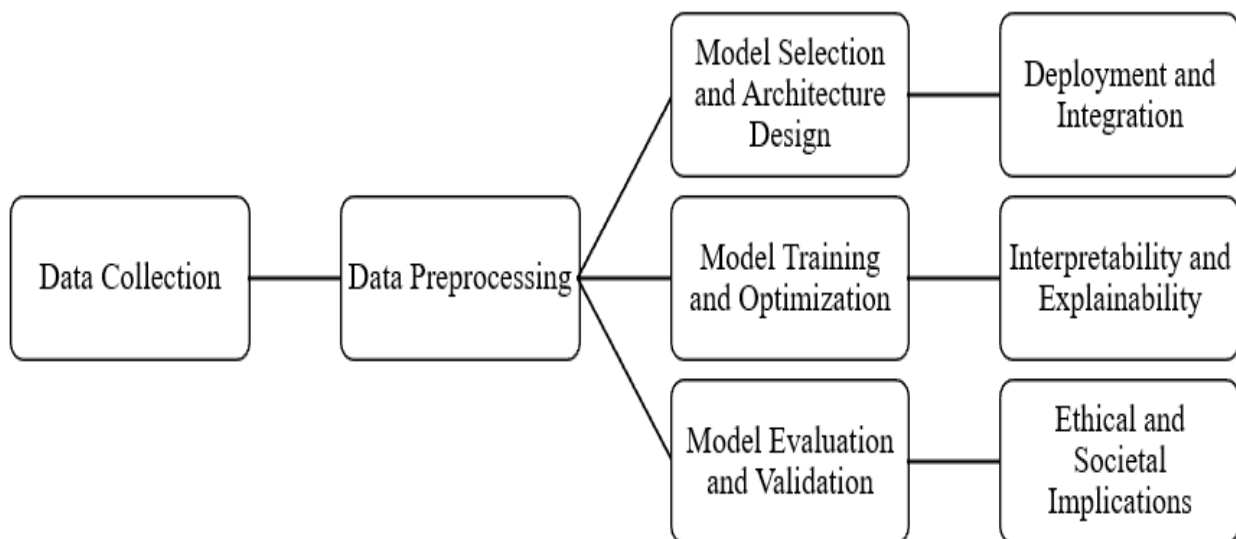 Data Collection
Data Preprocessing
Model Selection
and Architecture
Design
Deployment and
Integration
Model Training
and Optimization
Interpretability and
Explainability
Model Evaluation
and Validation
Ethical and
Societal
Implications